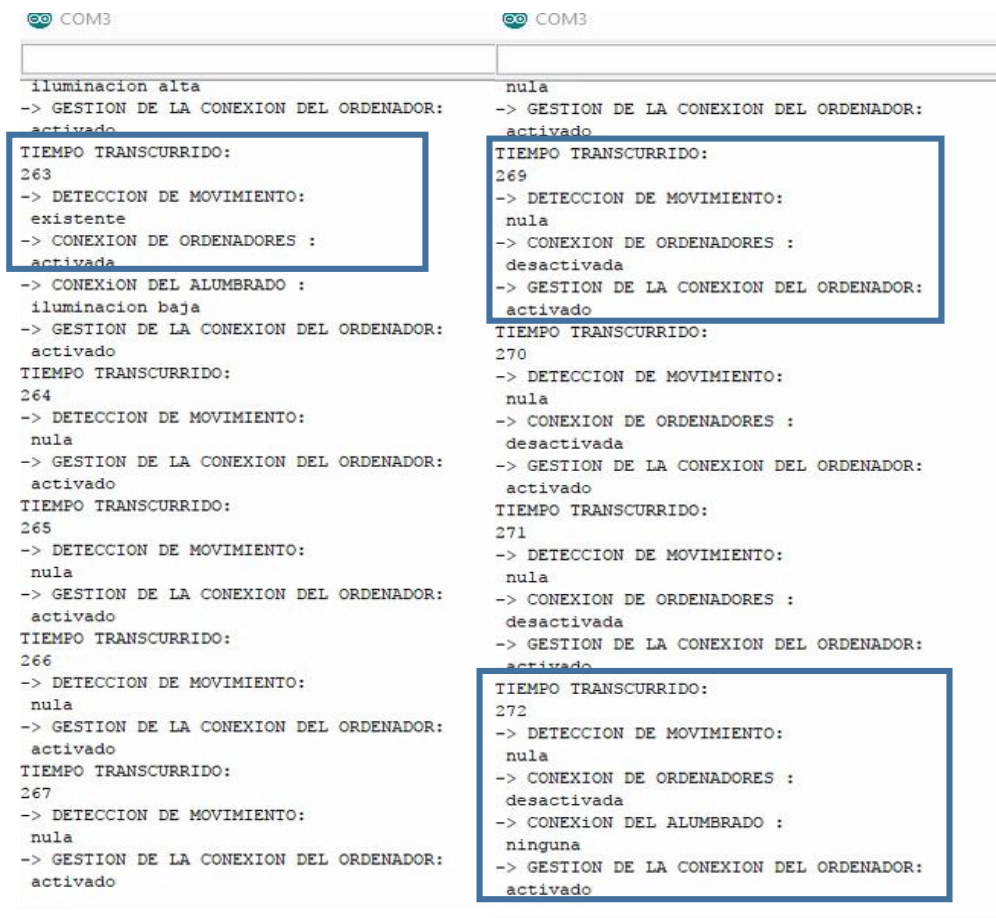 COM3
iluminacion alta
-> GESTION DE LA CONEXION DEL ORDENADOR:
activado
TIEMPO TRANSCURRIDO:
263
-> DETECCION DE MOVIMIENTO:
existente
-> CONEXION DE ORDENADORES :
activada
-> CONEXiON DEL ALUMBRADO :
iluminacion baja
-> GESTION DE LA CONEXION DEL ORDENADOR:
activado
TIEMPO TRANSCURRIDO:
264
-> DETECCION DE MOVIMIENTO:
nula
-> GESTION DE LA CONEXION DEL ORDENADOR:
activado
TIEMPO TRANSCURRIDO:
265
-> DETECCION DE MOVIMIENTO:
nula
-> GESTION DE LA CONEXION DEL ORDENADOR:
activado
TIEMPO TRANSCURRIDO:
266
-> DETECCION DE MOVIMIENTO:
nula
-> GESTION DE LA CONEXION DEL ORDENADOR:
activado
TIEMPO TRANSCURRIDO:
267
-> DETECCION DE MOVIMIENTO:
nula
-> GESTION DE LA CONEXION DEL ORDENADOR:
activado
COM3
nula
-> GESTION DE LA CONEXION DEL ORDENADOR:
activado
TIEMPO TRANSCURRIDO:
269
-> DETECCION DE MOVIMIENTO:
nula
-> CONEXION DE ORDENADORES :
desactivada
-> GESTION DE LA CONEXION DEL ORDENADOR:
activado
TIEMPO TRANSCURRIDO:
270
-> DETECCION DE MOVIMIENTO:
nula
-> CONEXION DE ORDENADORES :
desactivada
-> GESTION DE LA CONEXION DEL ORDENADOR:
activado
TIEMPO TRANSCURRIDO:
271
-> DETECCION DE MOVIMIENTO:
nula
-> CONEXION DE ORDENADORES :
desactivada
-> GESTION DE LA CONEXION DEL ORDENADOR:
activado
TIEMPO TRANSCURRIDO:
272
-> DETECCION DE MOVIMIENTO:
nula
-> CONEXION DE ORDENADORES :
desactivada
-> CONEXiON DEL ALUMBRADO :
ninguna
-> GESTION DE LA CONEXION DEL ORDENADOR:
activado